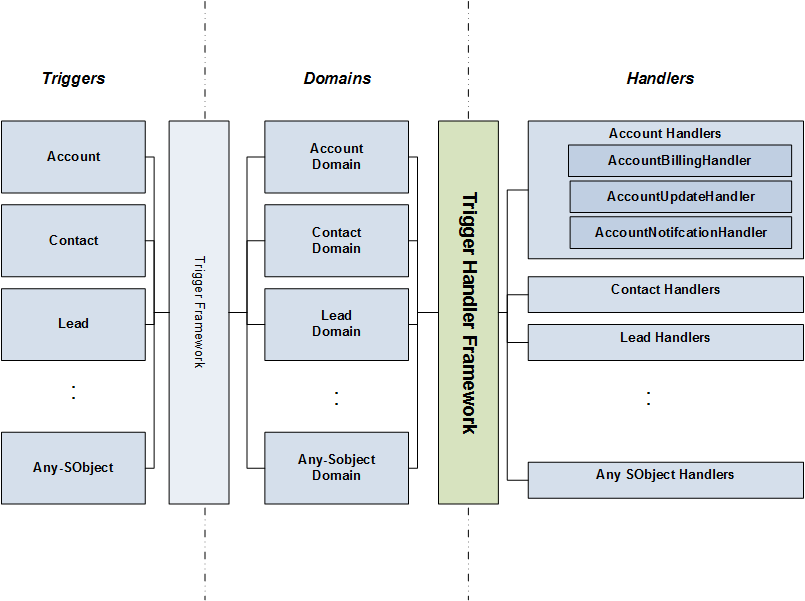 Triggers
Domains
Handlers
Account
Contact
Lead
:
Any-SObject
Trigger Framework
Account
Domain
Contact
Domain
Lead
Domain
:
Any-Sobject
Domain
Trigger Handler Framework
Account Handlers
AccountBillingHandler
AccountUpdateHandler
AccountNotifcationHandler
Contact Handlers
Lead Handlers
:
Any SObject Handlers